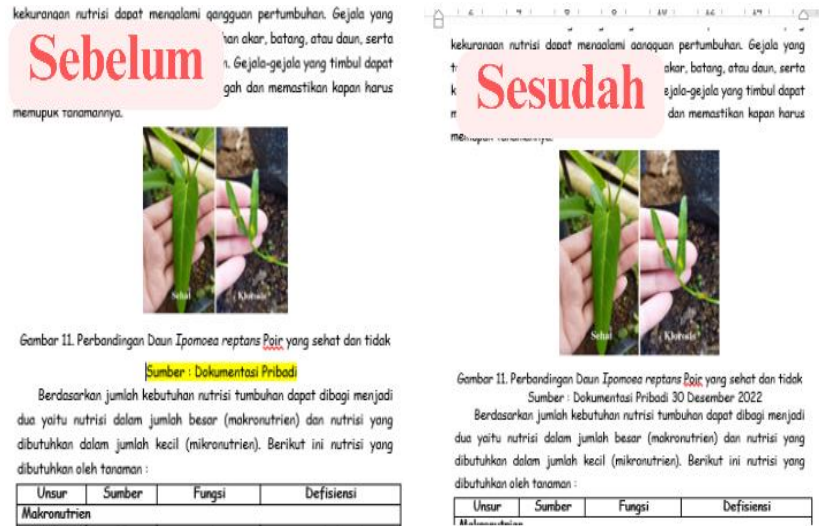 kekurangan nutrisi dapat mengalami gangguan pertumbuhan. Gejala yang
akar, batang, atau daun, serta
Gejala-gejala yang timbul dapat
dan memastikan kapan harus
memupuk tanamannya.
Sebelum
Sehat
Klorosis
Gambar 11. Perbandingan Daun Ipomoea reptans Poir yang sehat dan tidak
Sumber : Dokumentasi Pribadi
Berdasarkan jumlah kebutuhan nutrisi tumbuhan dapat dibagi menjadi
dua yaitu nutrisi dalam jumlah besar (makronutrien) dan nutrisi yang
dibutuhkan dalam jumlah kecil (mikronutrien). Berikut ini nutrisi yang
dibutuhkan oleh tanaman :
Unsur Sumber Fungsi Defisiensi
Makronutrien
kekurangan nutrisi dapat mengalami gangguan pertumbuhan. Gejala yang
akar, batang, atau daun, serta
ejala-gejala yang timbul dapat
dan memastikan kapan harus
Sesudah
Sehat
Klorosis
Gambar 11. Perbandingan Daun Ipomoea reptans Poir yang sehat dan tidak
Sumber : Dokumentasi Pribadi 30 Desember 2022
Berdasarkan jumlah kebutuhan nutrisi tumbuhan dapat dibagi menjadi
dua yaitu nutrisi dalam jumlah besar (makronutrien) dan nutrisi yang
dibutuhkan dalam jumlah kecil (mikronutrien). Berikut ini nutrisi yang
dibutuhkan oleh tanaman :
Unsur Sumber Fungsi Defisiensi